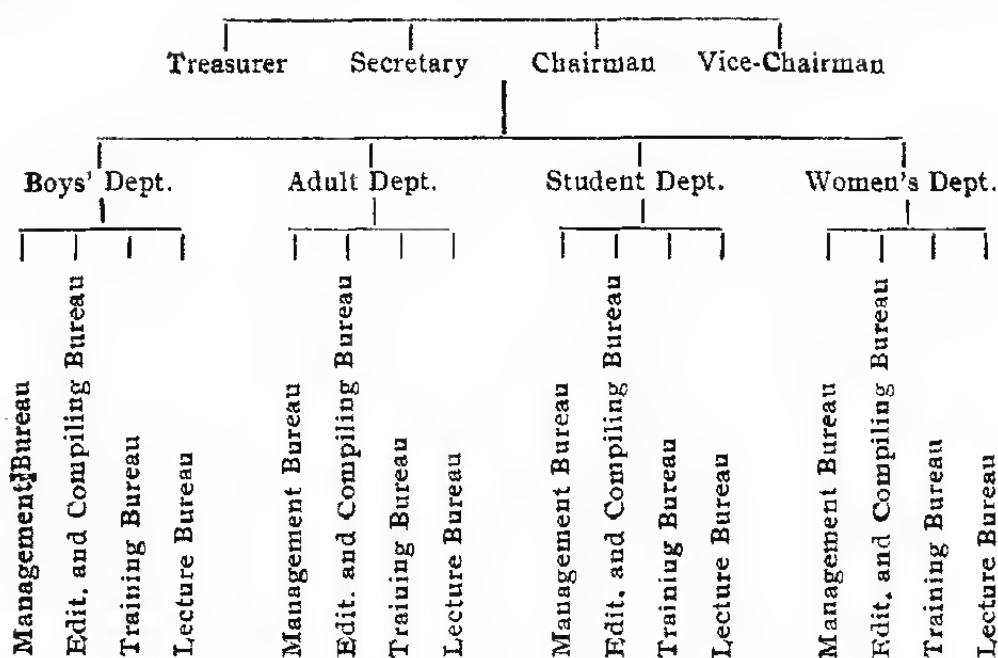 Treasurer Secretary Chairman Vice-Chairman
Boys' Dept. Adult Dept. Student Dept. Women's Dept.
Management Bureau
Edit. and Compiling Bureau
Training Bureau
Lecture Bureau
Management Bureau
Edit. and Compiling Bureau
Training Bureau
Lecture Bureau
Management Bureau
Edit. and Compiling Bureau
Training Bureau
Lecture Bureau
Management Bureau
Edit. and Compiling Bureau
Training Bureau
Lecture Bureau